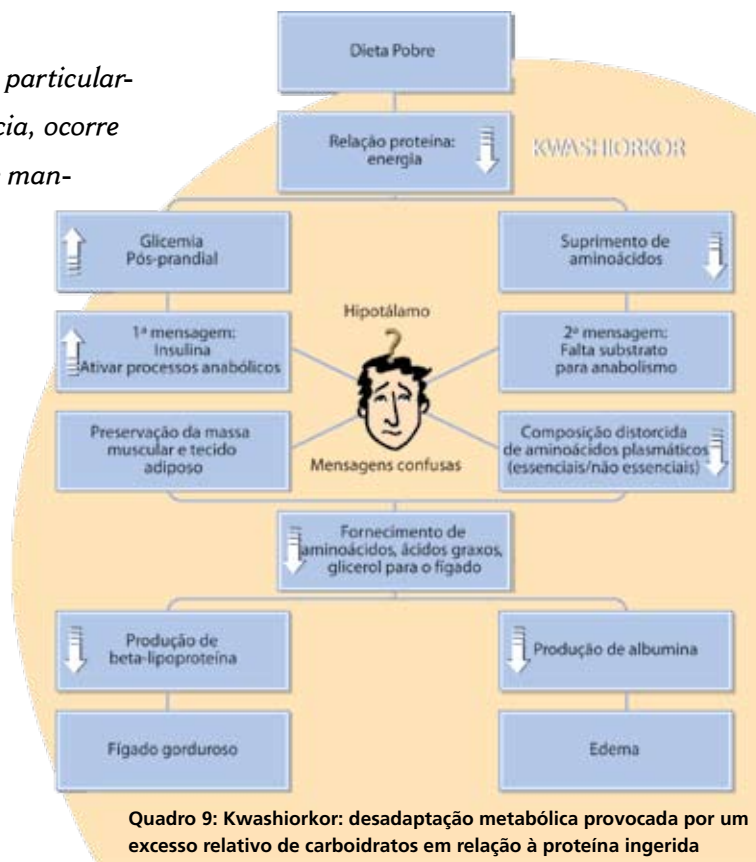 particular-
cia, ocorre
man-
Dieta Pobre
Relação proteína:
energia
KWASHIORKOR
Glicemia
Pós-prandial
Suprimento de
aminoácidos
Hipotálamo
1ª mensagem:
Insulina
Ativar processos anabólicos
2ª mensagem:
Falta substrato
para anabolismo
?
Preservação da massa
muscular e tecido
adiposo
Mensagens confusas
Composição distorcida
de aminoácidos plasmáticos
(essenciais/não essenciais)
Fornecimento de
aminoácidos, ácidos graxos,
glicerol para o fígado
Produção de
beta-lipoproteína
Produção de albumina
Fígado gorduroso
Edema
Quadro 9: Kwashiorkor: desadaptação metabólica provocada por um
excesso relativo de carboidratos em relação à proteína ingerida